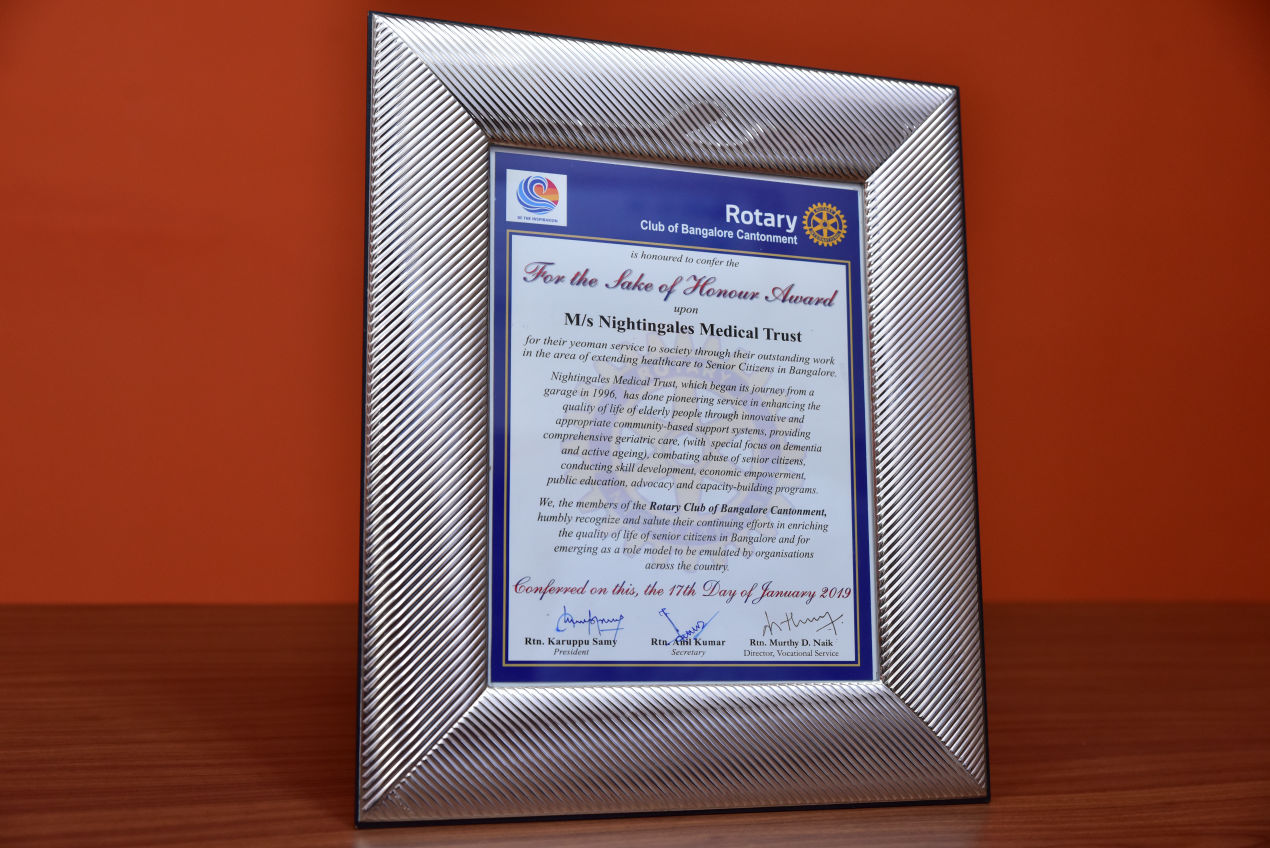 BE THE INSPIRATION
Rotary
Club of Bangalore Cantonment
is honoured to confer the
For the Sake of Honour Award
upon
M/s Nightingales Medical Trust
for their yeoman service to society through their outstanding work
in the area of extending healthcare to Senior Citizens in Bangalore.
Nightingales Medical Trust, which began its journey from a
garage in 1996, has done pioneering service in enhancing the
quality of life of elderly people through innovative and
appropriate community-based support systems, providing
comprehensive geriatric care, (with special focus on dementia
and active ageing), combating abuse of senior citizens,
conducting skill development, economic empowerment,
public education, advocacy and capacity-building programs.
We, the members of the Rotary Club of Bangalore Cantonment,
humbly recognize and salute their continuing efforts in enriching
the quality of life of senior citizens in Bangalore and for
emerging as a role model to be emulated by organisations
across the country.
Conferred on this, the 17th Day of January 2019
Rtn. Karuppu Samy Rtn. Anil Kumar Rtn. Murthy D. Naik
President Secretary Director, Vocational Service